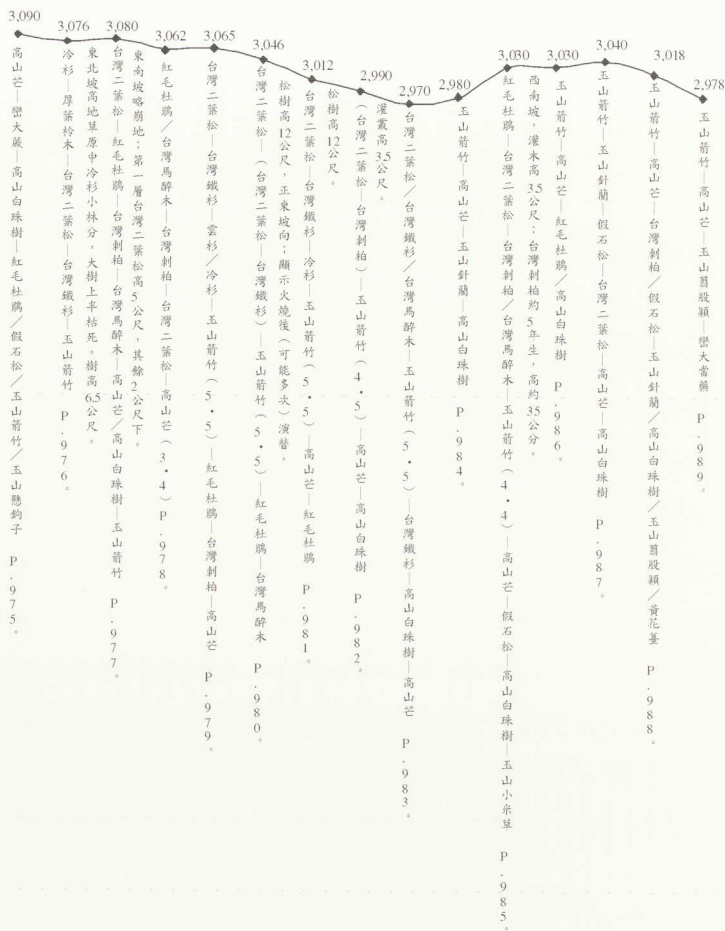 3,090
3,076
3,080
3,062
3,065
3,046
3,012
2,990
2,970
2,980
3,030
3,030
3,040
3,018
2,978
高山芒—巒大蕨—高山白珠樹—紅毛杜鵑／假石松／玉山箭竹／玉山懸鉤子 P.975。
冷杉—厚葉柃木—台灣二葉松—台灣鐵杉—玉山箭竹 P.976。
東北坡高地草原中冷杉小林分，大樹上半枯死。樹高6.5公尺。
台灣二葉松—紅毛杜鵑—台灣刺柏—台灣馬醉木—高山芒／高山白珠樹—玉山箭竹 P.977。
東南坡略崩地；第一層台灣二葉松高5公尺，其餘2公尺下。
紅毛杜鵑／台灣馬醉木—台灣刺柏—台灣二葉松—高山芒（3•4）P.978。
台灣二葉松—台灣鐵杉—雲杉／冷杉—玉山箭竹（5•5）—紅毛杜鵑—台灣刺柏—高山芒 P.979。
台灣二葉松—（台灣二葉松—台灣鐵杉）—玉山箭竹（5•5）—紅毛杜鵑—台灣馬醉木 P.980。
松樹高12公尺，正東坡向；顯示火燒後（可能多次）演替。
台灣二葉松—台灣鐵杉—冷杉—玉山箭竹（5•5）—高山芒—紅毛杜鵑 P.981。
松樹高12公尺。
（台灣二葉松—台灣刺柏）—玉山箭竹（4•5）—高山芒—高山白珠樹 P.982。
灌叢高3.5公尺。
台灣二葉松／台灣鐵杉／台灣馬醉木—玉山箭竹（5•5）—台灣鐵杉—高山白珠樹—高山芒 P.983。
玉山箭竹—高山芒—玉山針藺—高山白珠樹 P.984。
紅毛杜鵑—台灣二葉松—台灣刺柏／台灣馬醉木—玉山箭竹（4•4）—高山芒—假石松—高山白珠樹—玉山小米草 P.985。
西南坡，灌木高3.5公尺；台灣刺柏約5年生，高約35公分。
玉山箭竹—高山芒—紅毛杜鵑／高山白珠樹 P.986。
玉山箭竹—玉山針藺—假石松—台灣二葉松—高山芒—高山白珠樹 P.987。
玉山箭竹—高山芒—台灣刺柏／假石松—玉山針藺／高山白珠樹／玉山翦股穎／黃花菫 P.988。
玉山箭竹—高山芒—玉山翦股穎—巒大當藥 P.989。